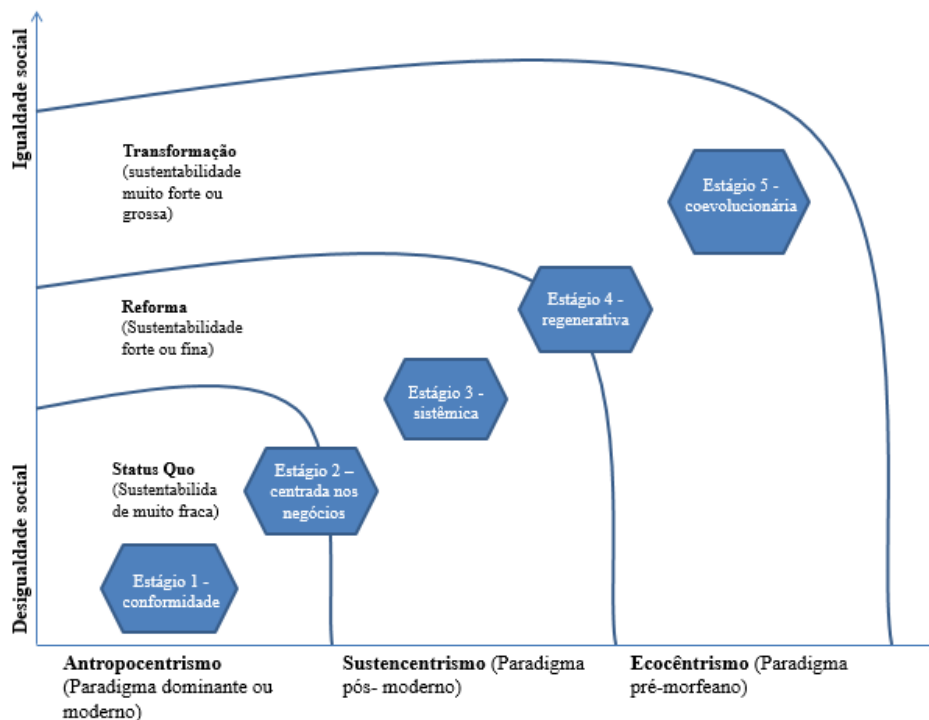 Igualdade social
Transformação
(sustentabilidade
muito forte ou
grossa)
Estágio 5 -
coevolucionária
Reforma
(Sustentabilidade
forte ou fina)
Estágio 4 -
regenerativa
Estágio 3 -
sistêmica
Status Quo
(Sustentabilida
de muito fraca)
Estágio 2 –
centrada nos
negócios
Desigualdade social
Estágio 1 -
conformidade
Antropocentrismo
(Paradigma dominante ou
moderno)
Sustencentrismo (Paradigma
pós- moderno)
Ecocêntrismo (Paradigma
pré-morfeano)